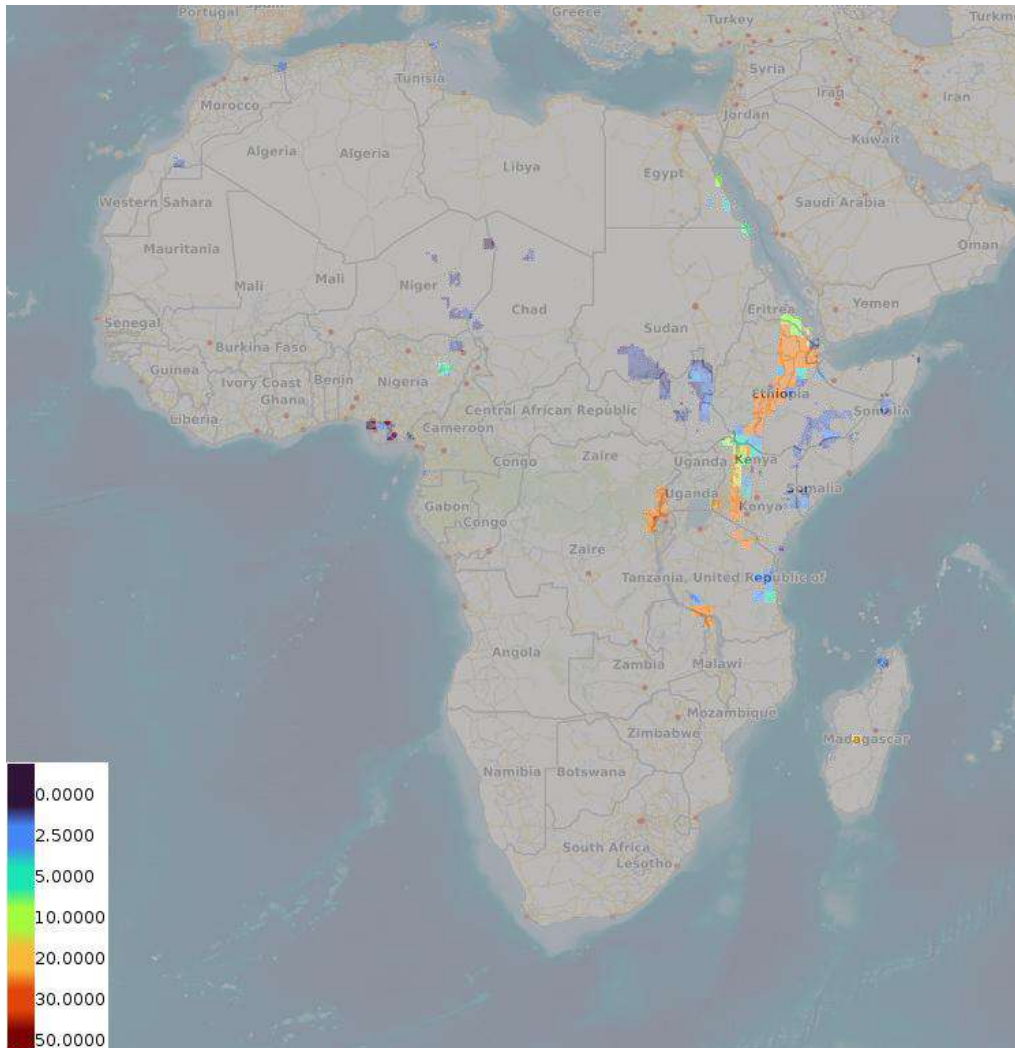 Portugal
Spain
Greece
Turkey
Turkm
Tunisia
Syria
Iraq
Iran
Morocco
Jordan
Kuwait
Algeria
Algeria
Libya
Egypt
Western Sahara
Saudi Arabia
Mauritania
Oman
Mali
Mali
Niger
Chad
Senegal
Sudan
Eritrea
Yemen
Burkina Faso
Guinea
Ivory Coast
Benin
Nigeria
Ghana
Ethiopia
Liberia
Central African Republic
Somalia
Cameroon
Congo
Zaire
Uganda
Kenya
Gabon
Uganda
Kenya
Somalia
Congo
Zaire
Tanzania, United Republic of
Angola
Zambia
Malawi
Mozambique
Zimbabwe
Madagascar
Namibia
Botswana
South Africa
Lesotho
0.0000
2.5000
5.0000
10.0000
20.0000
30.0000
50.0000